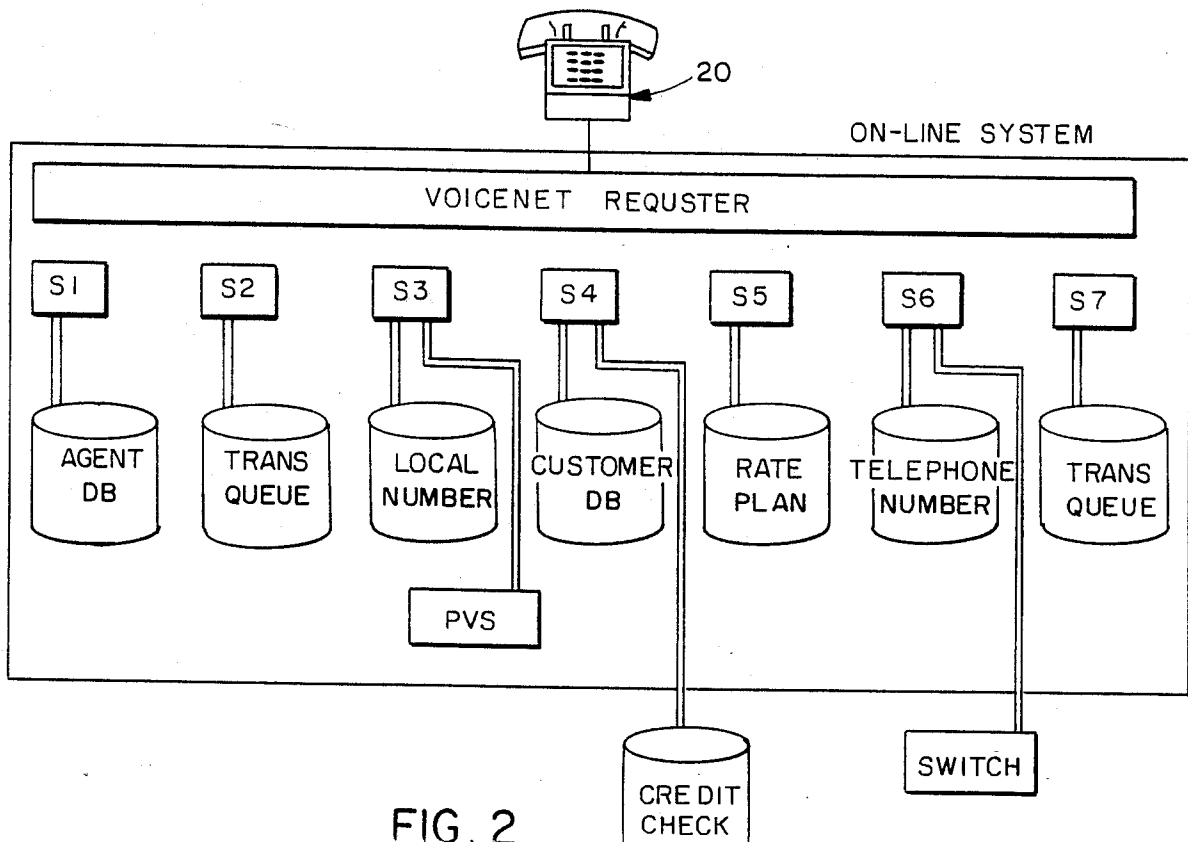 20
ON-LINE SYSTEM
VOICENET REQUSTER
S1
S2
S3
S4
S5
S6
S7
AGENT
DB
TRANS
QUEUE
LOCAL
NUMBER
CUSTOMER
DB
RATE
PLAN
TELEPHONE
NUMBER
TRANS
QUEUE
PVS
SWITCH
CREDIT
CHECK
FIG. 2